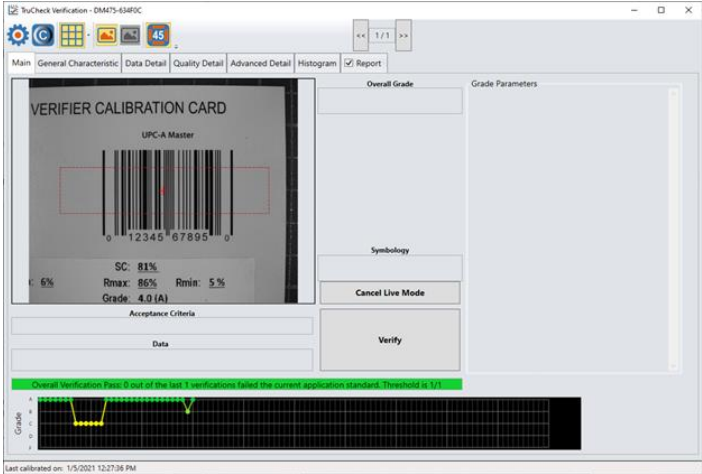 TruCheck Verification - DM475-634F0C
45
<< 1 / 1 >>
Main General Characteristic Data Detail Quality Detail Advanced Detail Histogram Report
Overall Grade
Grade Parameters
VERIFIER CALIBRATION CARD
UPC-A Master
0 12345 67895 0
SC: 81%
: 6% Rmax: 86% Rmin: 5 %
Grade: 4.0 (A)
Symbology
Cancel Live Mode
Acceptance Criteria
Verify
Data
Overall Verification Pass: 0 out of the last 1 verifications failed the current application standard. Threshold is 1/1
Grade
A
B
C
D
F
Last calibrated on: 1/5/2021 12:27:36 PM